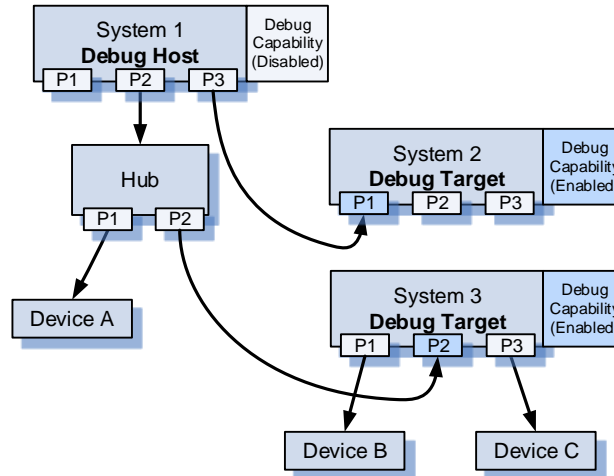 System 1
Debug Host
Debug
Capability
(Disabled)
P1
P2
P3
Hub
P1
P2
Device A
System 2
Debug Target
Debug
Capability
(Enabled)
P1
P2
P3
System 3
Debug Target
Debug
Capability
(Enabled)
P1
P2
P3
Device B
Device C